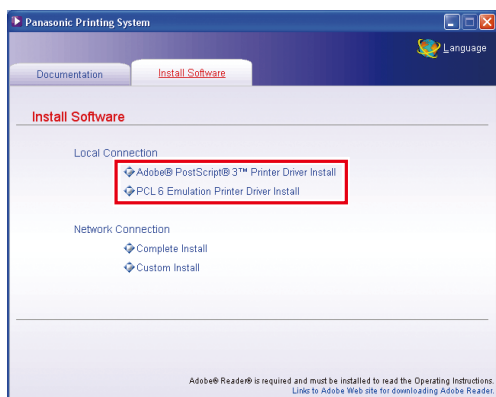 Panasonic Printing System
Language
Documentation
Install Software
Install Software
Local Connection
Adobe® PostScript® 3™ Printer Driver Install
PCL 6 Emulation Printer Driver Install
Network Connection
Complete Install
Custom Install
Adobe® Reader® is required and must be installed to read the Operating Instructions.
Links to Adobe Web site for downloading Adobe Reader.